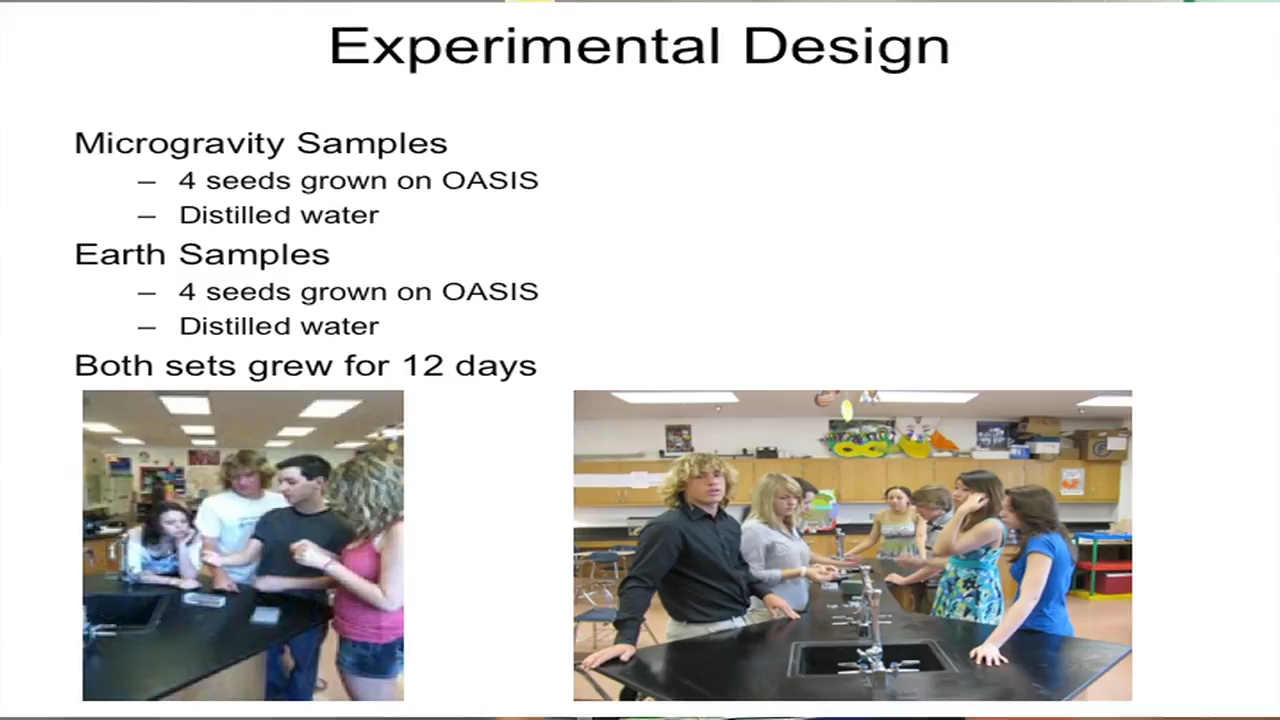 Experimental Design
Microgravity Samples
– 4 seeds grown on OASIS
– Distilled water
Earth Samples
– 4 seeds grown on OASIS
– Distilled water
Both sets grew for 12 days